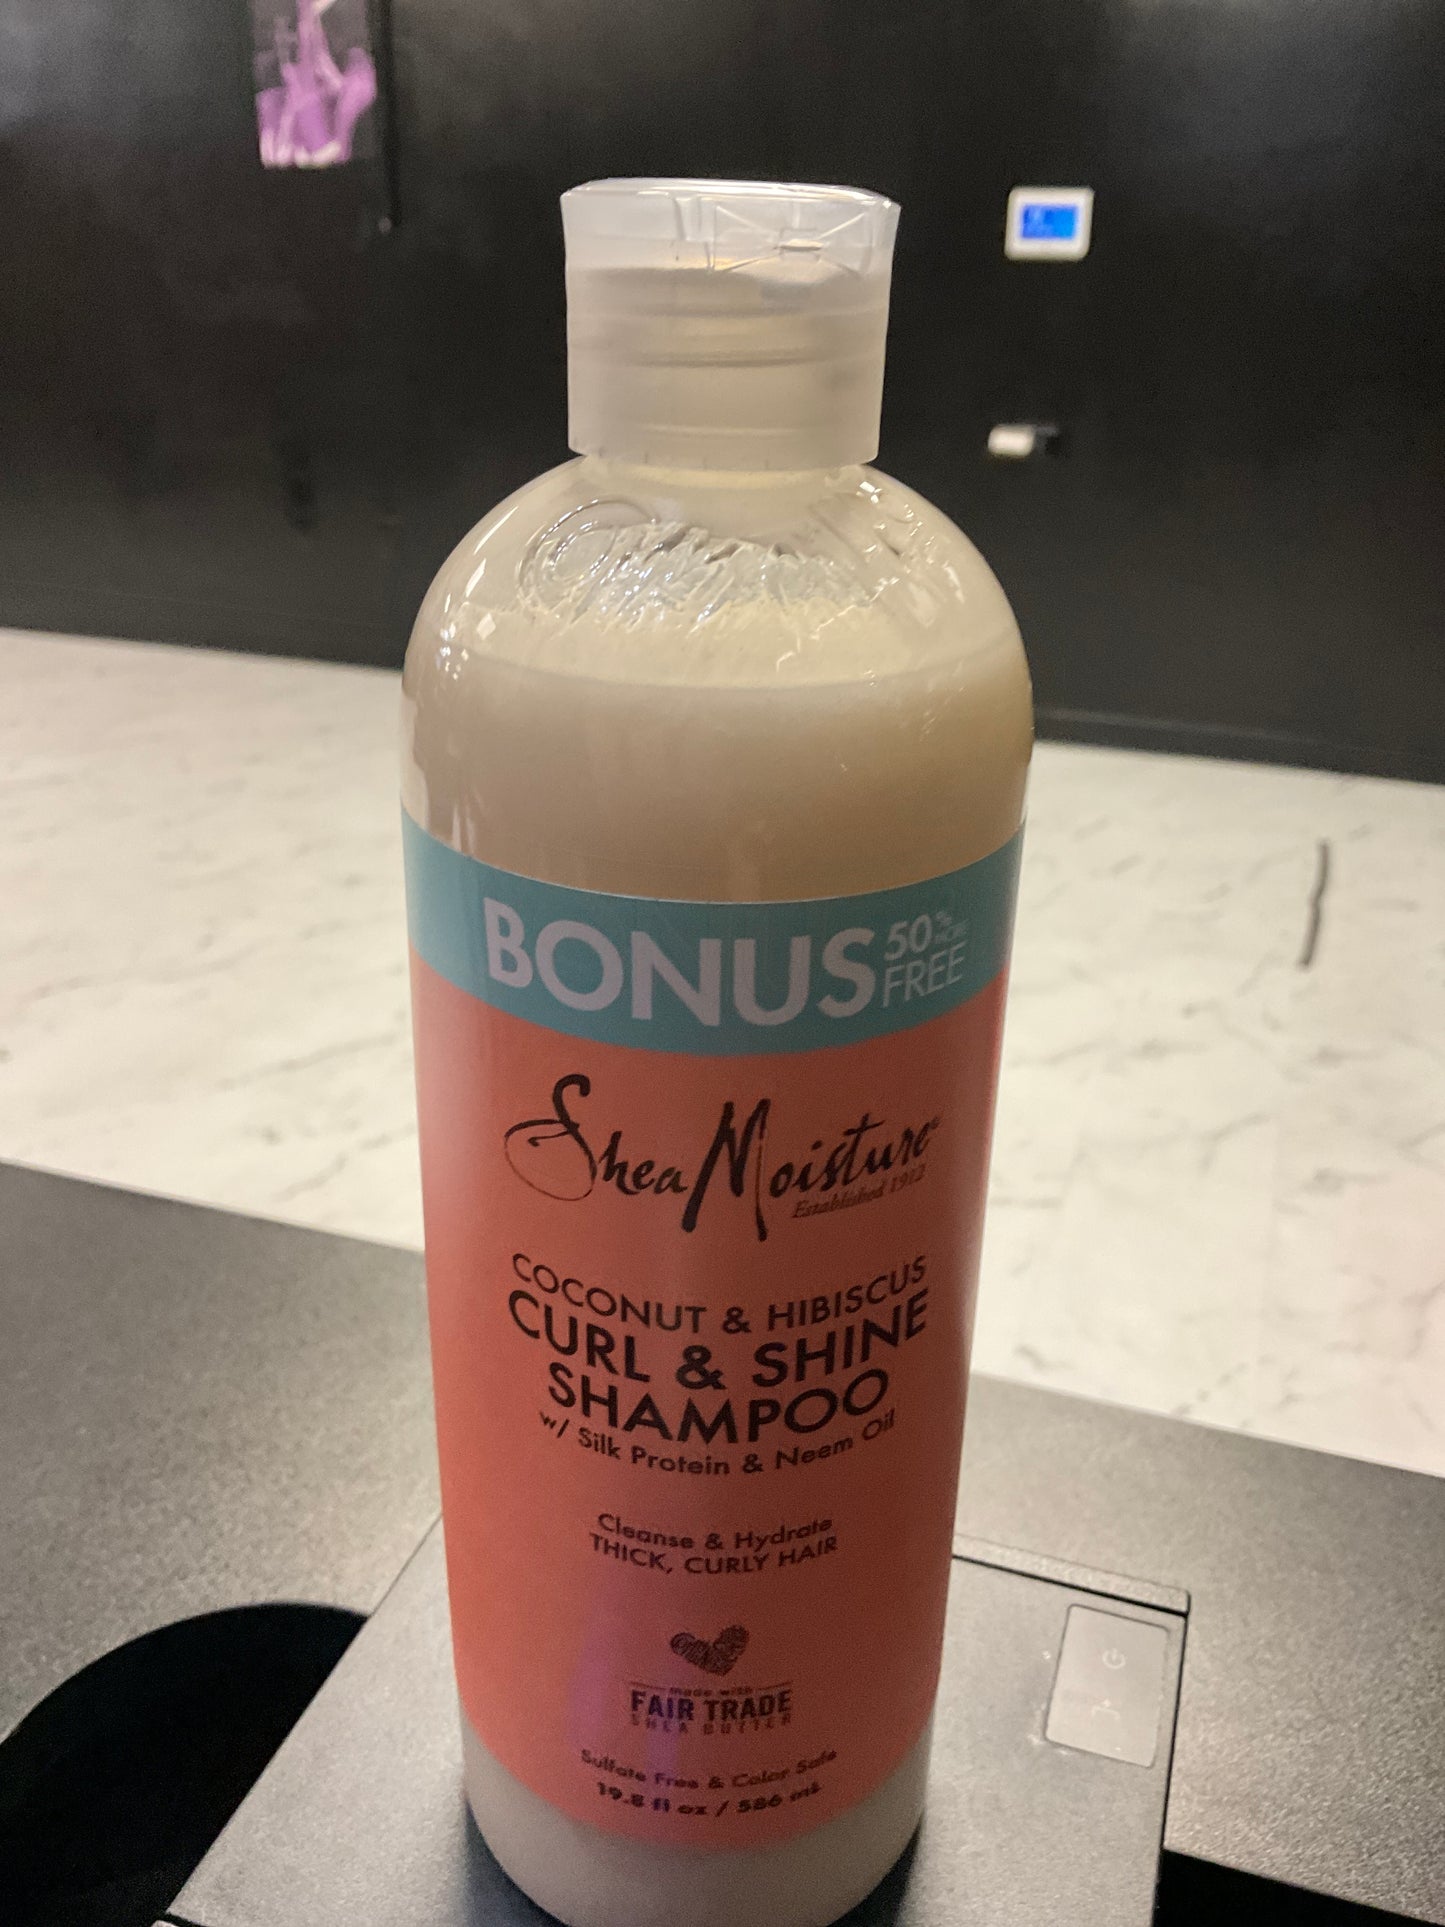 BONUS 50% MORE FREE
SheaMoisture
Established 1912
COCONUT & HIBISCUS
CURL & SHINE
SHAMPOO
w/ Silk Protein & Neem Oil
Cleanse & Hydrate
THICK, CURLY HAIR
made with
FAIR TRADE
SHEA BUTTER
Sulfate Free & Color Safe
19.8 fl oz / 586 mL